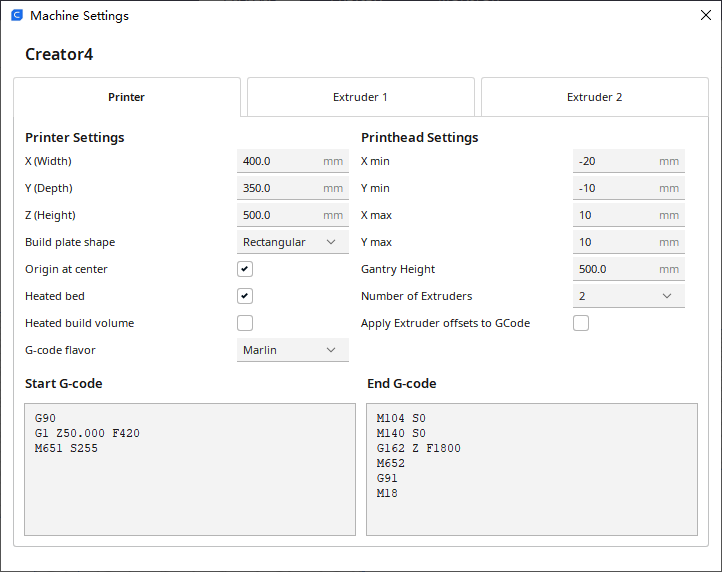 Machine Settings
Creator4
Printer
Extruder 1
Extruder 2
Printer Settings
X (Width)
400.0 mm
Y (Depth)
350.0 mm
Z (Height)
500.0 mm
Build plate shape
Rectangular
Origin at center
Heated bed
Heated build volume
G-code flavor
Marlin
Printhead Settings
X min
-20 mm
Y min
-10 mm
X max
10 mm
Y max
10 mm
Gantry Height
500.0 mm
Number of Extruders
2
Apply Extruder offsets to GCode
Start G-code
G90
G1 Z50.000 F420
M651 S255
End G-code
M104 S0
M140 S0
G162 Z F1800
M652
G91
M18